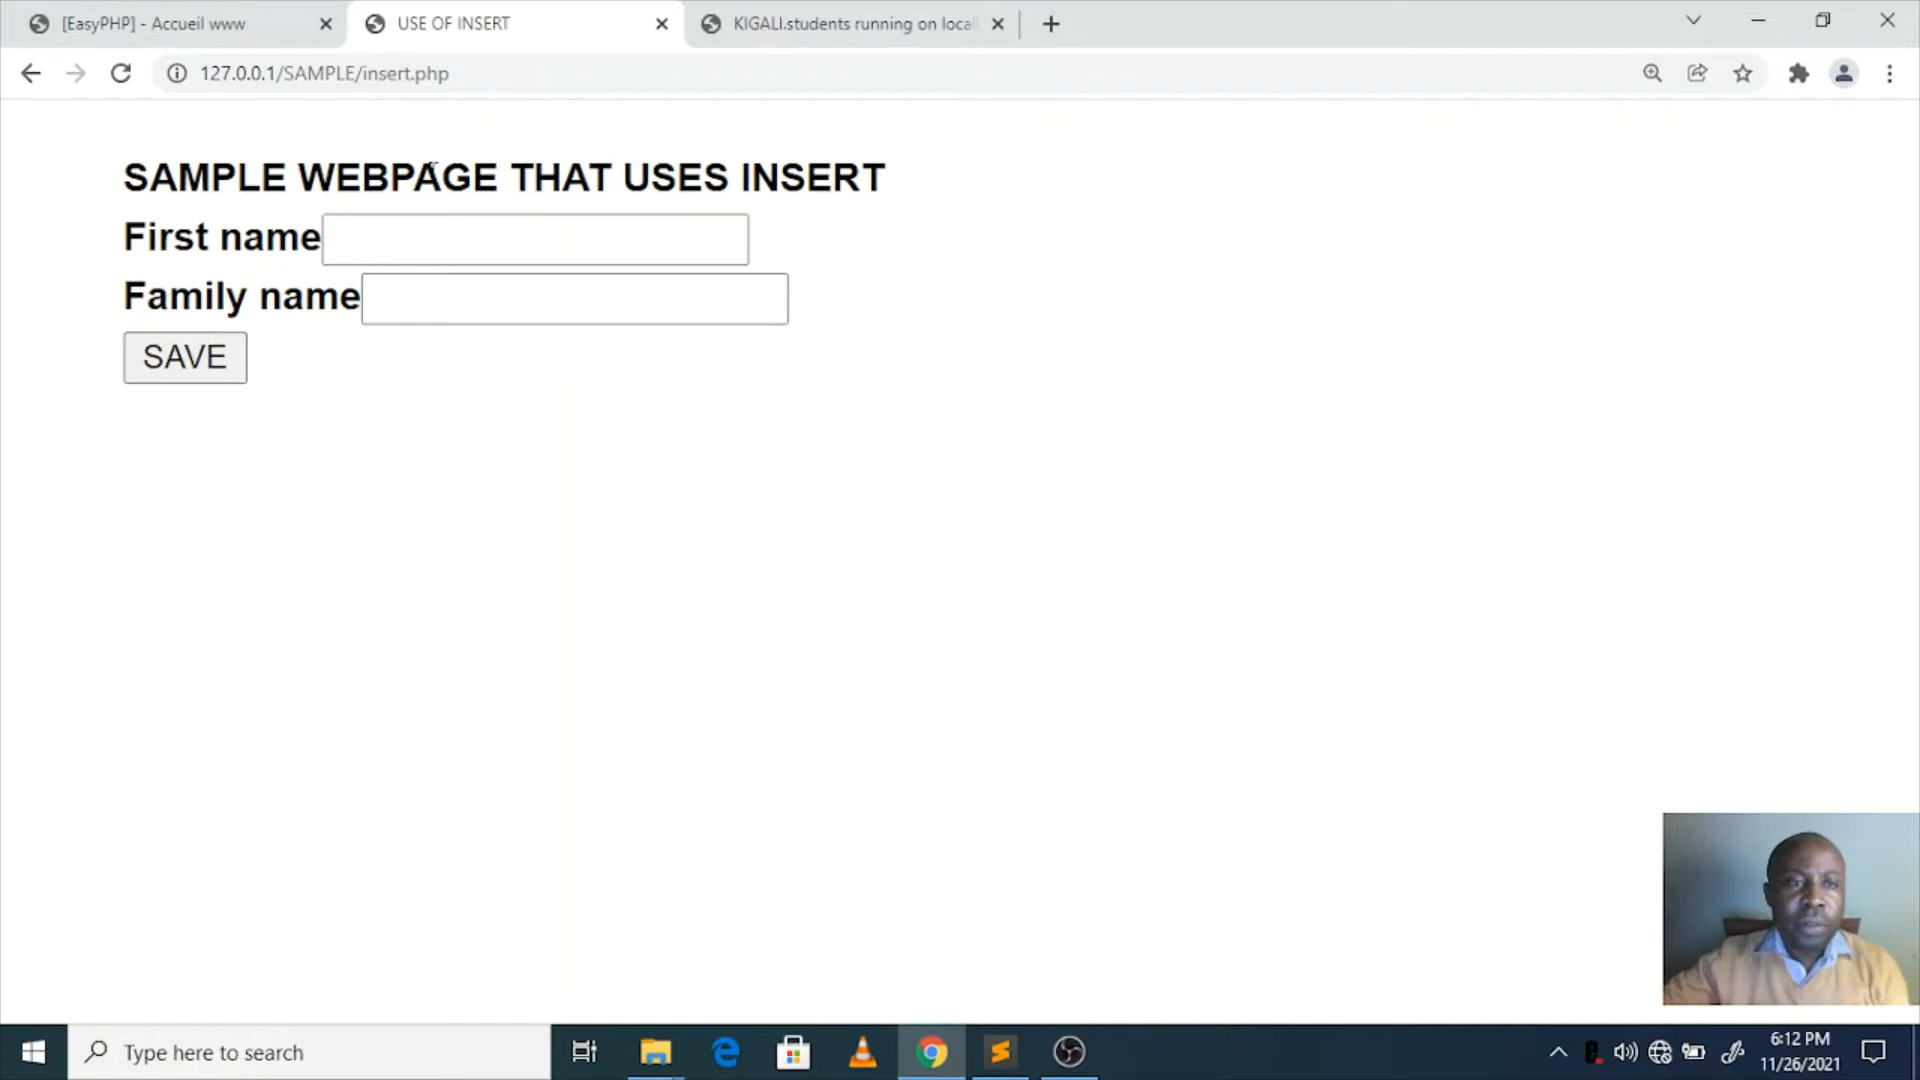 [EasyPHP] - Accueil www
USE OF INSERT
KIGALI.students running on local
127.0.0.1/SAMPLE/insert.php
SAMPLE WEBPAGE THAT USES INSERT
First name
Family name
SAVE
Type here to search
6:12 PM
11/26/2021